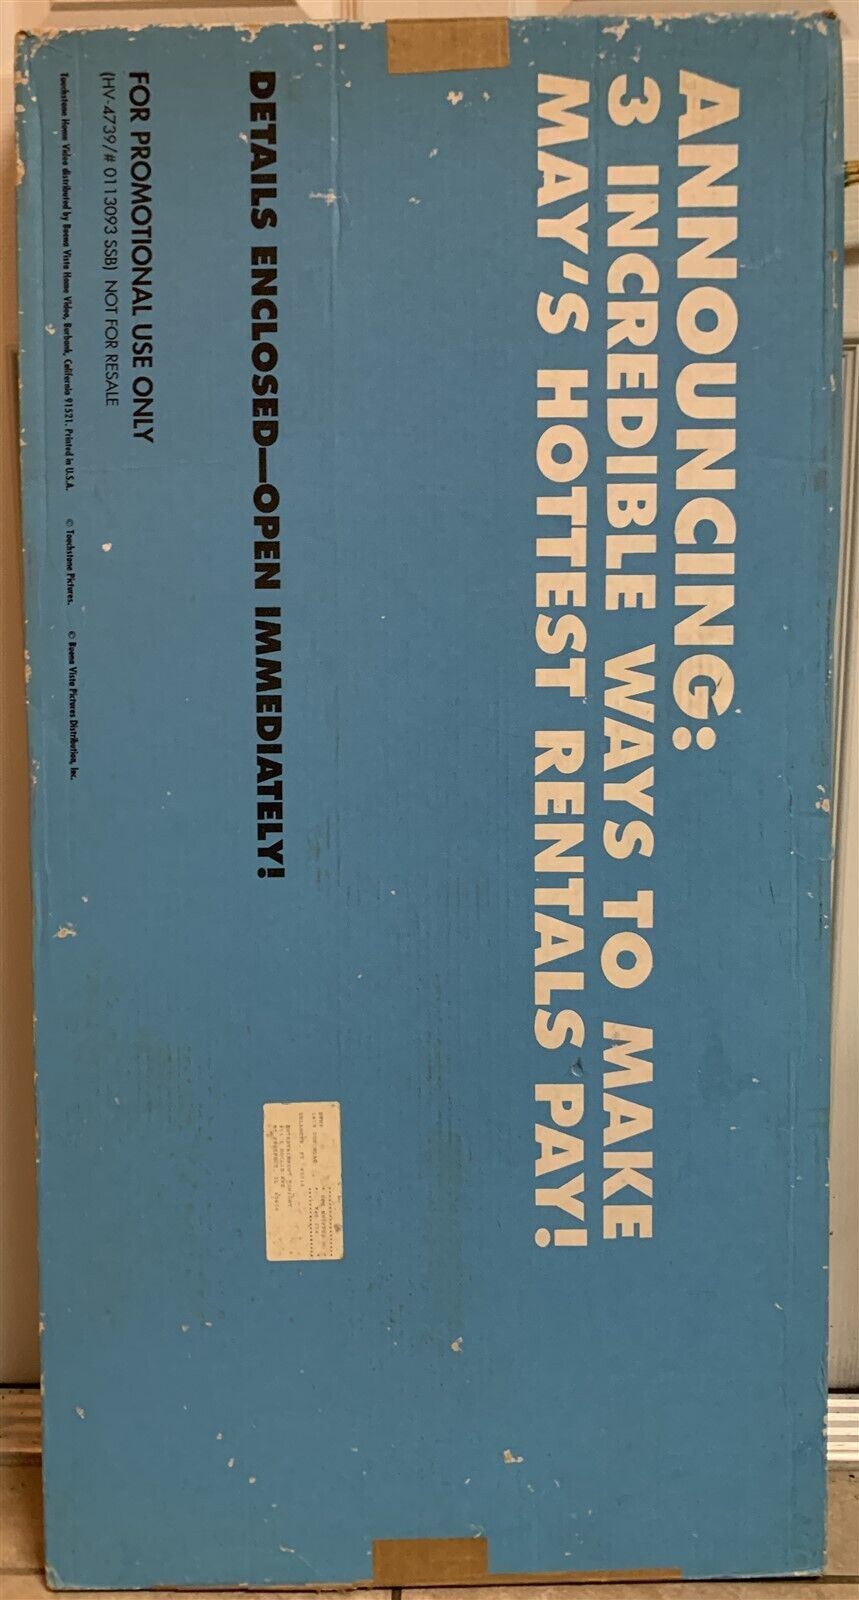 ANNOUNCING:
3 INCREDIBLE WAYS TO MAKE
MAY'S HOTTEST RENTALS PAY!
DETAILS ENCLOSED—OPEN IMMEDIATELY!
FOR PROMOTIONAL USE ONLY
(HV-4739/# 0113093 SSB) NOT FOR RESALE
Touchstone Home Video distributed by Buena Vista Home Video, Burbank, California 91521. Printed in U.S.A. © Touchstone Pictures. © Buena Vista Pictures Distribution, Inc.